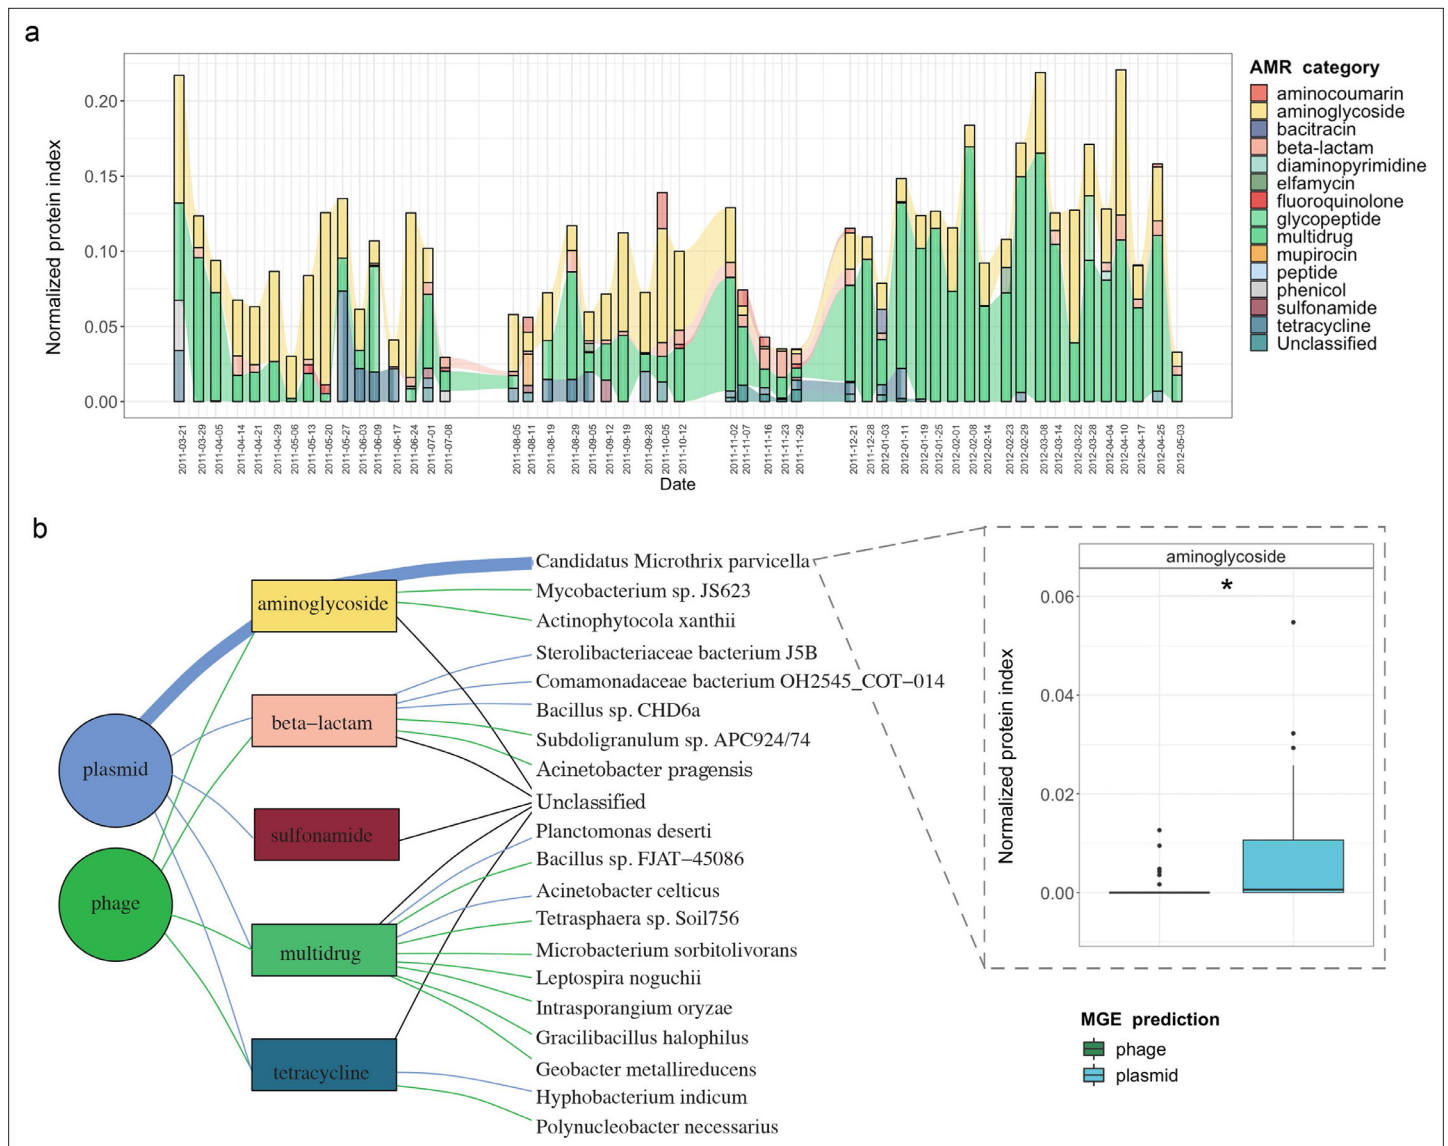 a
Normalized protein index
0.20
0.15
0.10
0.05
0.00
2011-03-21
2011-03-29
2011-04-05
2011-04-14
2011-04-21
2011-04-29
2011-05-06
2011-05-13
2011-05-20
2011-05-27
2011-06-03
2011-06-09
2011-06-17
2011-06-24
2011-07-01
2011-07-08
2011-08-05
2011-08-11
2011-08-19
2011-08-29
2011-09-05
2011-09-12
2011-09-19
2011-09-28
2011-10-05
2011-10-12
2011-11-02
2011-11-07
2011-11-16
2011-11-23
2011-11-29
2011-12-21
2011-12-28
2012-01-03
2012-01-11
2012-01-19
2012-01-25
2012-02-01
2012-02-08
2012-02-14
2012-02-23
2012-02-29
2012-03-08
2012-03-14
2012-03-22
2012-03-28
2012-04-04
2012-04-10
2012-04-17
2012-04-25
2012-05-03
Date
AMR category
aminocoumarin
aminoglycoside
bacitracin
beta-lactam
diaminopyrimidine
elfamycin
fluoroquinolone
glycopeptide
multidrug
mupirocin
peptide
phenicol
sulfonamide
tetracycline
Unclassified
b
plasmid
phage
aminoglycoside
beta−lactam
sulfonamide
multidrug
tetracycline
Candidatus Microthrix parvicella
Mycobacterium sp. JS623
Actinophytocola xanthii
Sterolibacteriaceae bacterium J5B
Comamonadaceae bacterium OH2545_COT−014
Bacillus sp. CHD6a
Subdoligranulum sp. APC924/74
Acinetobacter pragensis
Unclassified
Planctomonas deserti
Bacillus sp. FJAT−45086
Acinetobacter celticus
Tetrasphaera sp. Soil756
Microbacterium sorbitolivorans
Leptospira noguchii
Intrasporangium oryzae
Gracilibacillus halophilus
Geobacter metallireducens
Hyphobacterium indicum
Polynucleobacter necessarius
aminoglycoside
*
Normalized protein index
0.06
0.04
0.02
0.00
MGE prediction
phage
plasmid